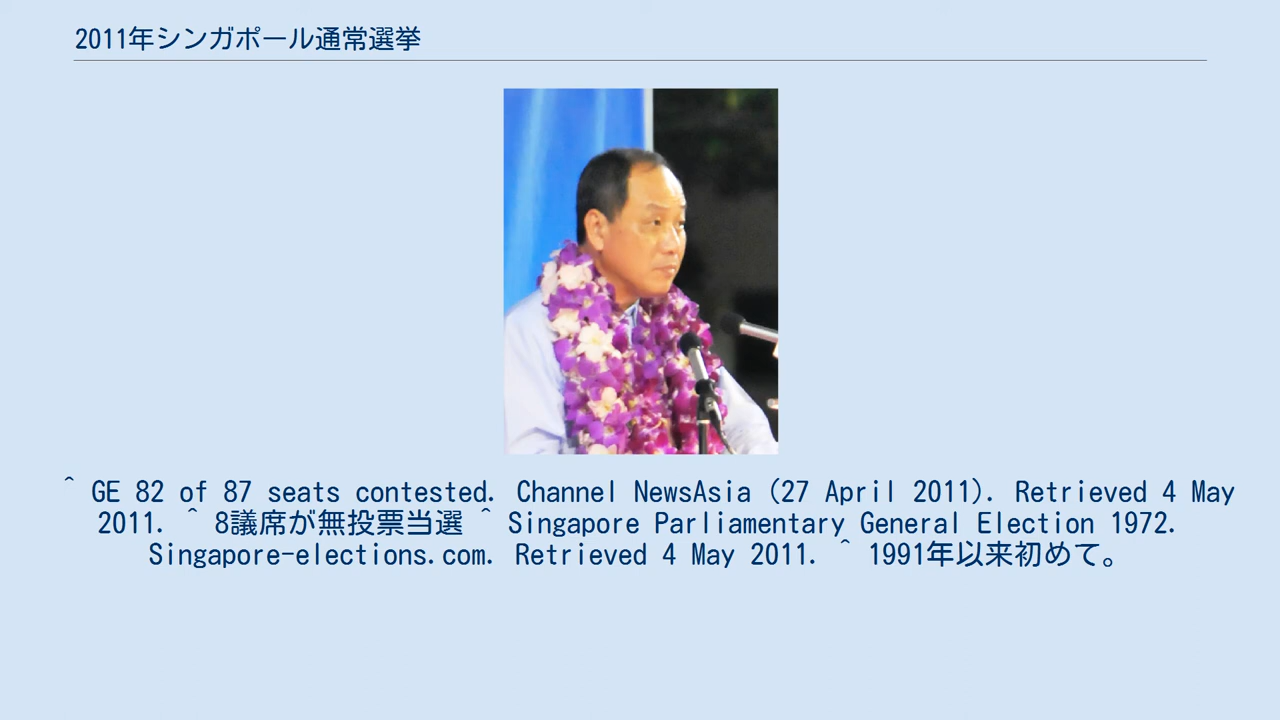 2011年シンガポール通常選挙
^ GE 82 of 87 seats contested. Channel NewsAsia (27 April 2011). Retrieved 4 May
2011. ^ 8議席が無投票当選 ^ Singapore Parliamentary General Election 1972.
Singapore-elections.com. Retrieved 4 May 2011. ^ 1991年以来初めて。